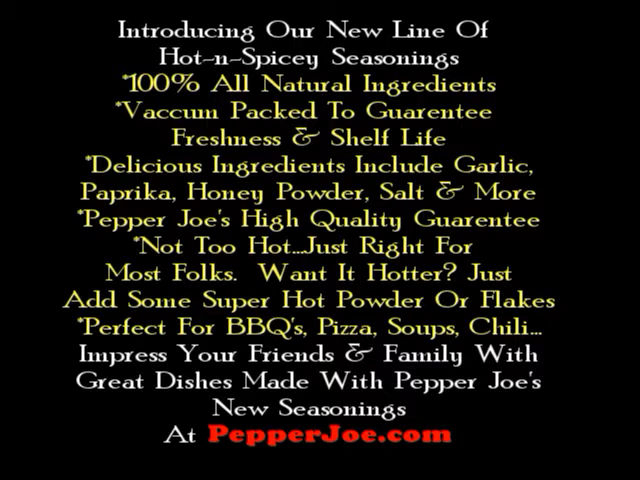 Introducing Our New Line Of
Hot-n-Spicey Seasonings
*100% All Natural Ingredients
*Vaccum Packed To Guarentee
Freshness & Shelf Life
*Delicious Ingredients Include Garlic,
Paprika, Honey Powder, Salt & More
*Pepper Joe's High Quality Guarentee
*Not Too Hot...Just Right For
Most Folks. Want It Hotter? Just
Add Some Super Hot Powder Or Flakes
*Perfect For BBQ's, Pizza, Soups, Chili...
Impress Your Friends & Family With
Great Dishes Made With Pepper Joe's
New Seasonings
At PepperJoe.com